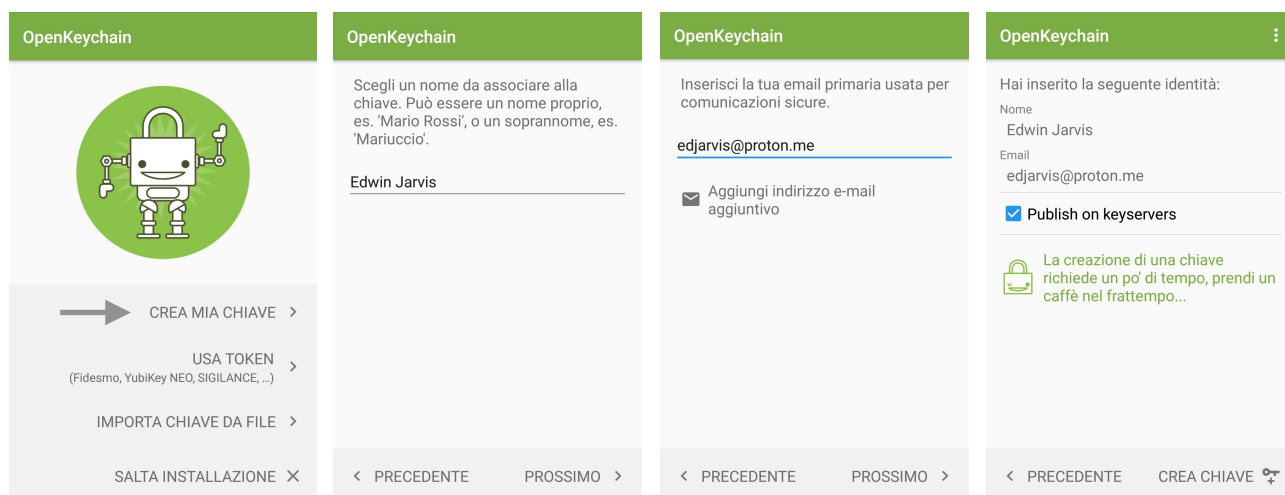 OpenKeychain
CREA MIA CHIAVE
USA TOKEN
(Fidesmo, YubiKey NEO, SIGILANCE, ...)
IMPORTA CHIAVE DA FILE
SALTA INSTALLAZIONE
OpenKeychain
Scegli un nome da associare alla
chiave. Può essere un nome proprio,
es. 'Mario Rossi', o un soprannome, es.
'Mariuccio'.
Edwin Jarvis
PRECEDENTE
PROSSIMO
OpenKeychain
Inserisci la tua email primaria usata per
comunicazioni sicure.
edjarvis@proton.me
Aggiungi indirizzo e-mail
aggiuntivo
PRECEDENTE
PROSSIMO
OpenKeychain
Hai inserito la seguente identità:
Nome
Edwin Jarvis
Email
edjarvis@proton.me
Publish on keyservers
La creazione di una chiave
richiede un po' di tempo, prendi un
caffè nel frattempo...
PRECEDENTE
CREA CHIAVE